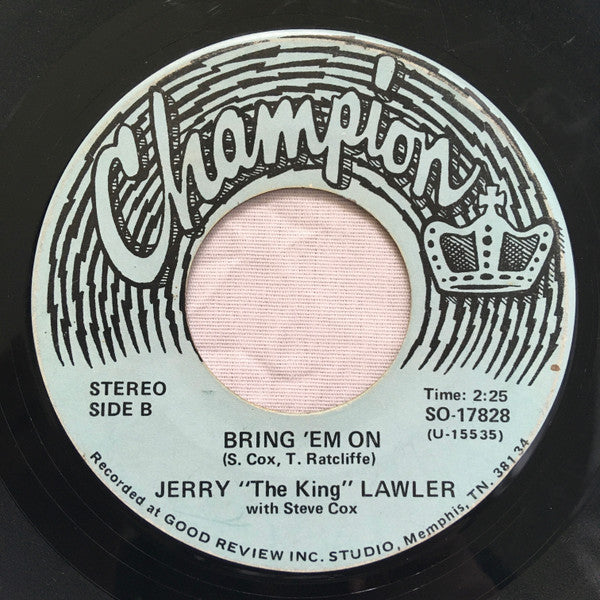 Champion
STEREO
SIDE B
Time: 2:25
SO-17828
(U-15535)
BRING 'EM ON
(S. Cox, T. Ratcliffe)
JERRY "The King" LAWLER
with Steve Cox
Recorded at GOOD REVIEW INC. STUDIO, Memphis, TN. 38134